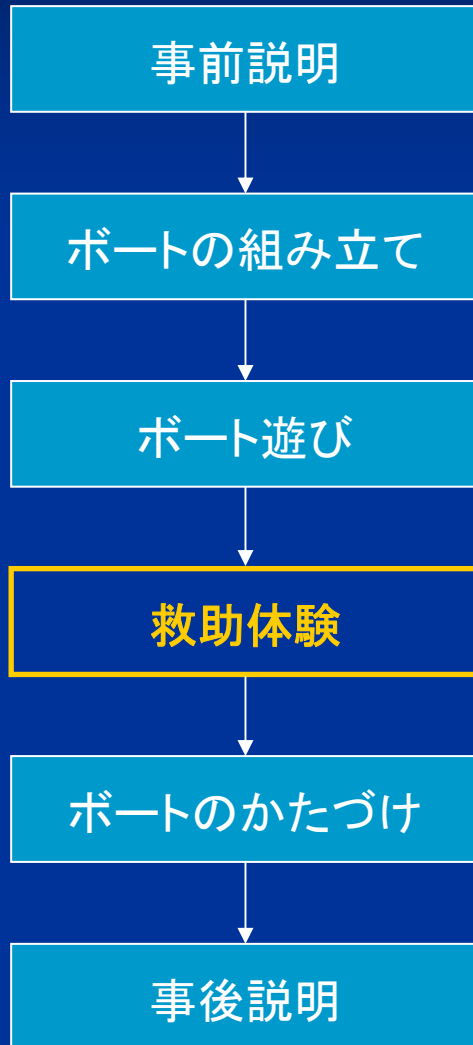 事前説明
ボートの組み立て
ボート遊び
救助体験
ボートのかたづけ
事後説明